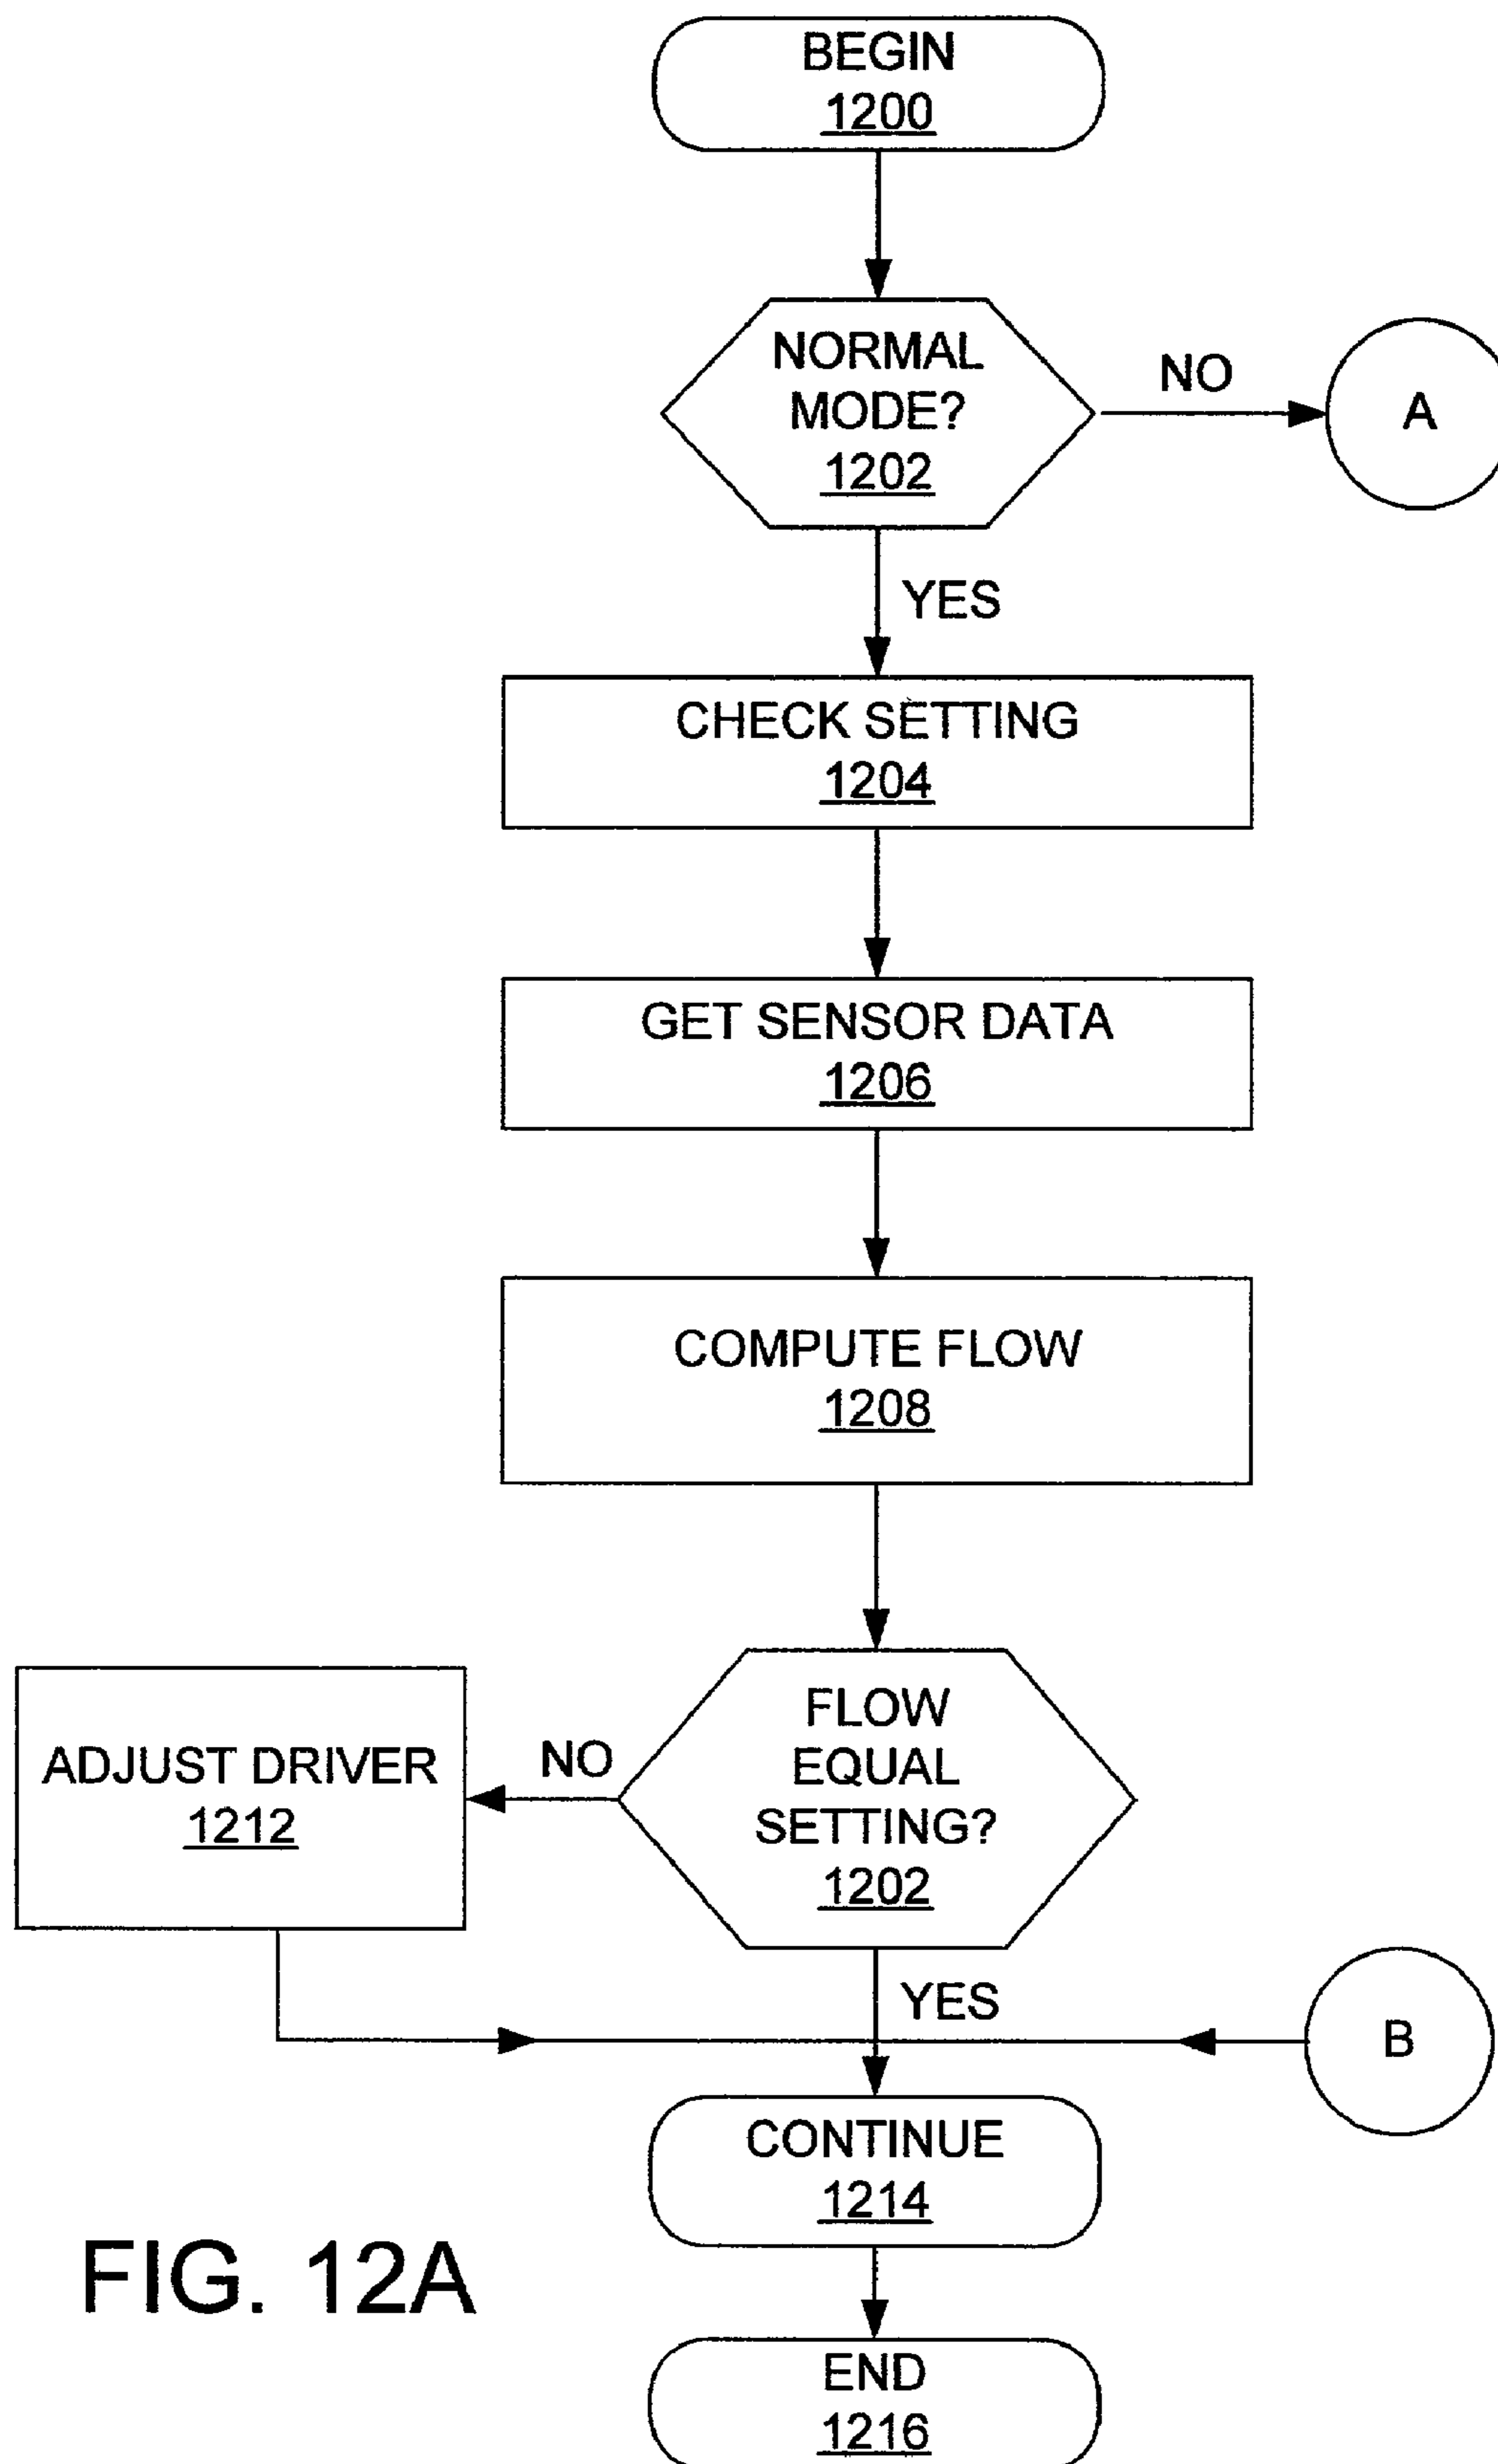 BEGIN
1200
NORMAL
MODE?
1202
NO
A
YES
CHECK SETTING
1204
GET SENSOR DATA
1206
COMPUTE FLOW
1208
FLOW
EQUAL
SETTING?
1202
NO
ADJUST DRIVER
1212
YES
B
CONTINUE
1214
FIG. 12A
END
1216